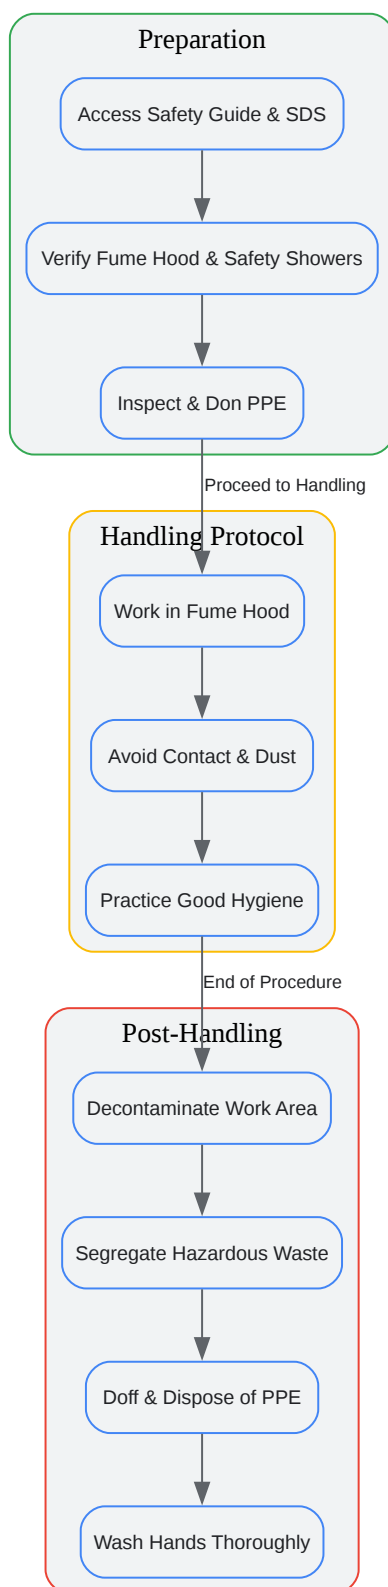 Preparation
Access Safety Guide & SDS
Verify Fume Hood & Safety Showers
Inspect & Don PPE
Proceed to Handling
Handling Protocol
Work in Fume Hood
Avoid Contact & Dust
Practice Good Hygiene
End of Procedure
Post-Handling
Decontaminate Work Area
Segregate Hazardous Waste
Doff & Dispose of PPE
Wash Hands Thoroughly